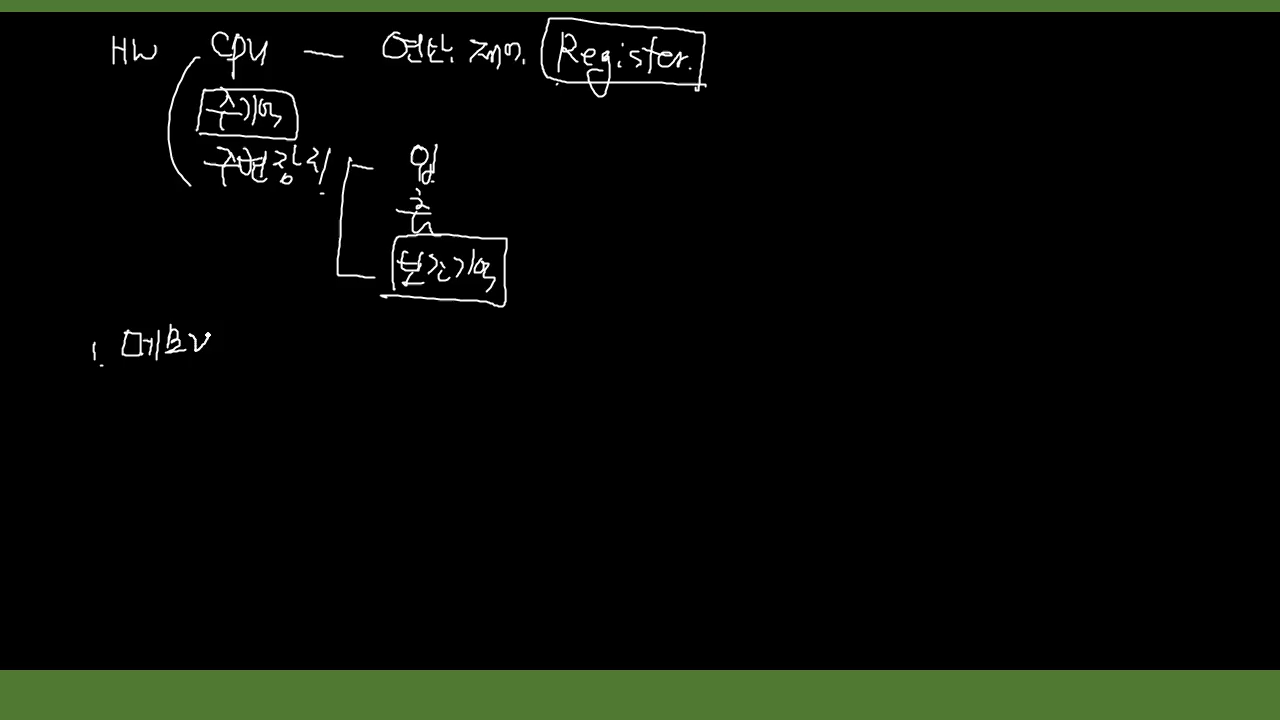 HW CPU — 연산. 제어. Register.
주기억
주변장치. 입
출
보조기억
1. 메모리